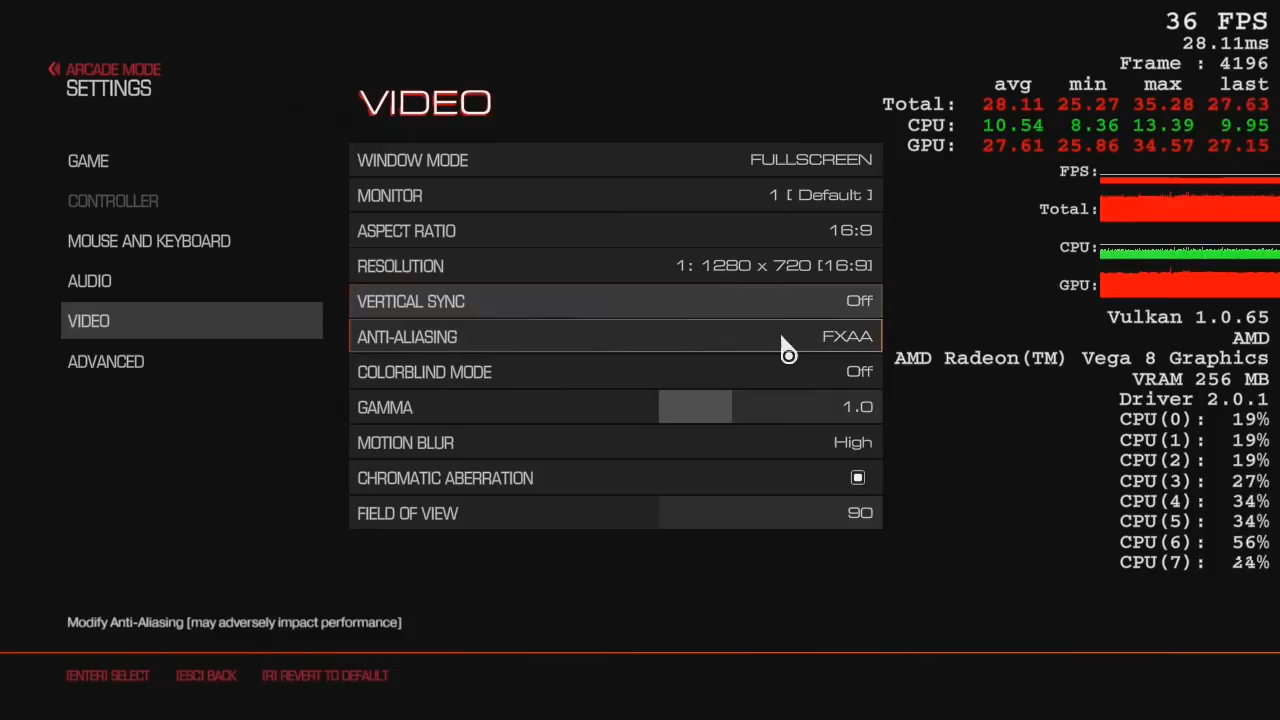 ARCADE MODE
SETTINGS
GAME
CONTROLLER
MOUSE AND KEYBOARD
AUDIO
VIDEO
ADVANCED
VIDEO
WINDOW MODE FULLSCREEN
MONITOR 1 [ Default ]
ASPECT RATIO 16:9
RESOLUTION 1: 1280 x 720 [16:9]
VERTICAL SYNC Off
ANTI-ALIASING FXAA
COLORBLIND MODE Off
GAMMA 1.0
MOTION BLUR High
CHROMATIC ABERRATION
FIELD OF VIEW 90
36 FPS
28.11ms
Frame : 4196
avg min max last
Total: 28.11 25.27 35.28 27.63
CPU: 10.54 8.36 13.39 9.95
GPU: 27.61 25.86 34.57 27.15
FPS:
Total:
CPU:
GPU:
Vulkan 1.0.65
AMD
AMD Radeon(TM) Vega 8 Graphics
VRAM 256 MB
Driver 2.0.1
CPU(0): 19%
CPU(1): 19%
CPU(2): 19%
CPU(3): 27%
CPU(4): 34%
CPU(5): 34%
CPU(6): 56%
CPU(7): 24%
Modify Anti-Aliasing [may adversely impact performance]
[ENTER] SELECT [ESC] BACK [R] REVERT TO DEFAULT